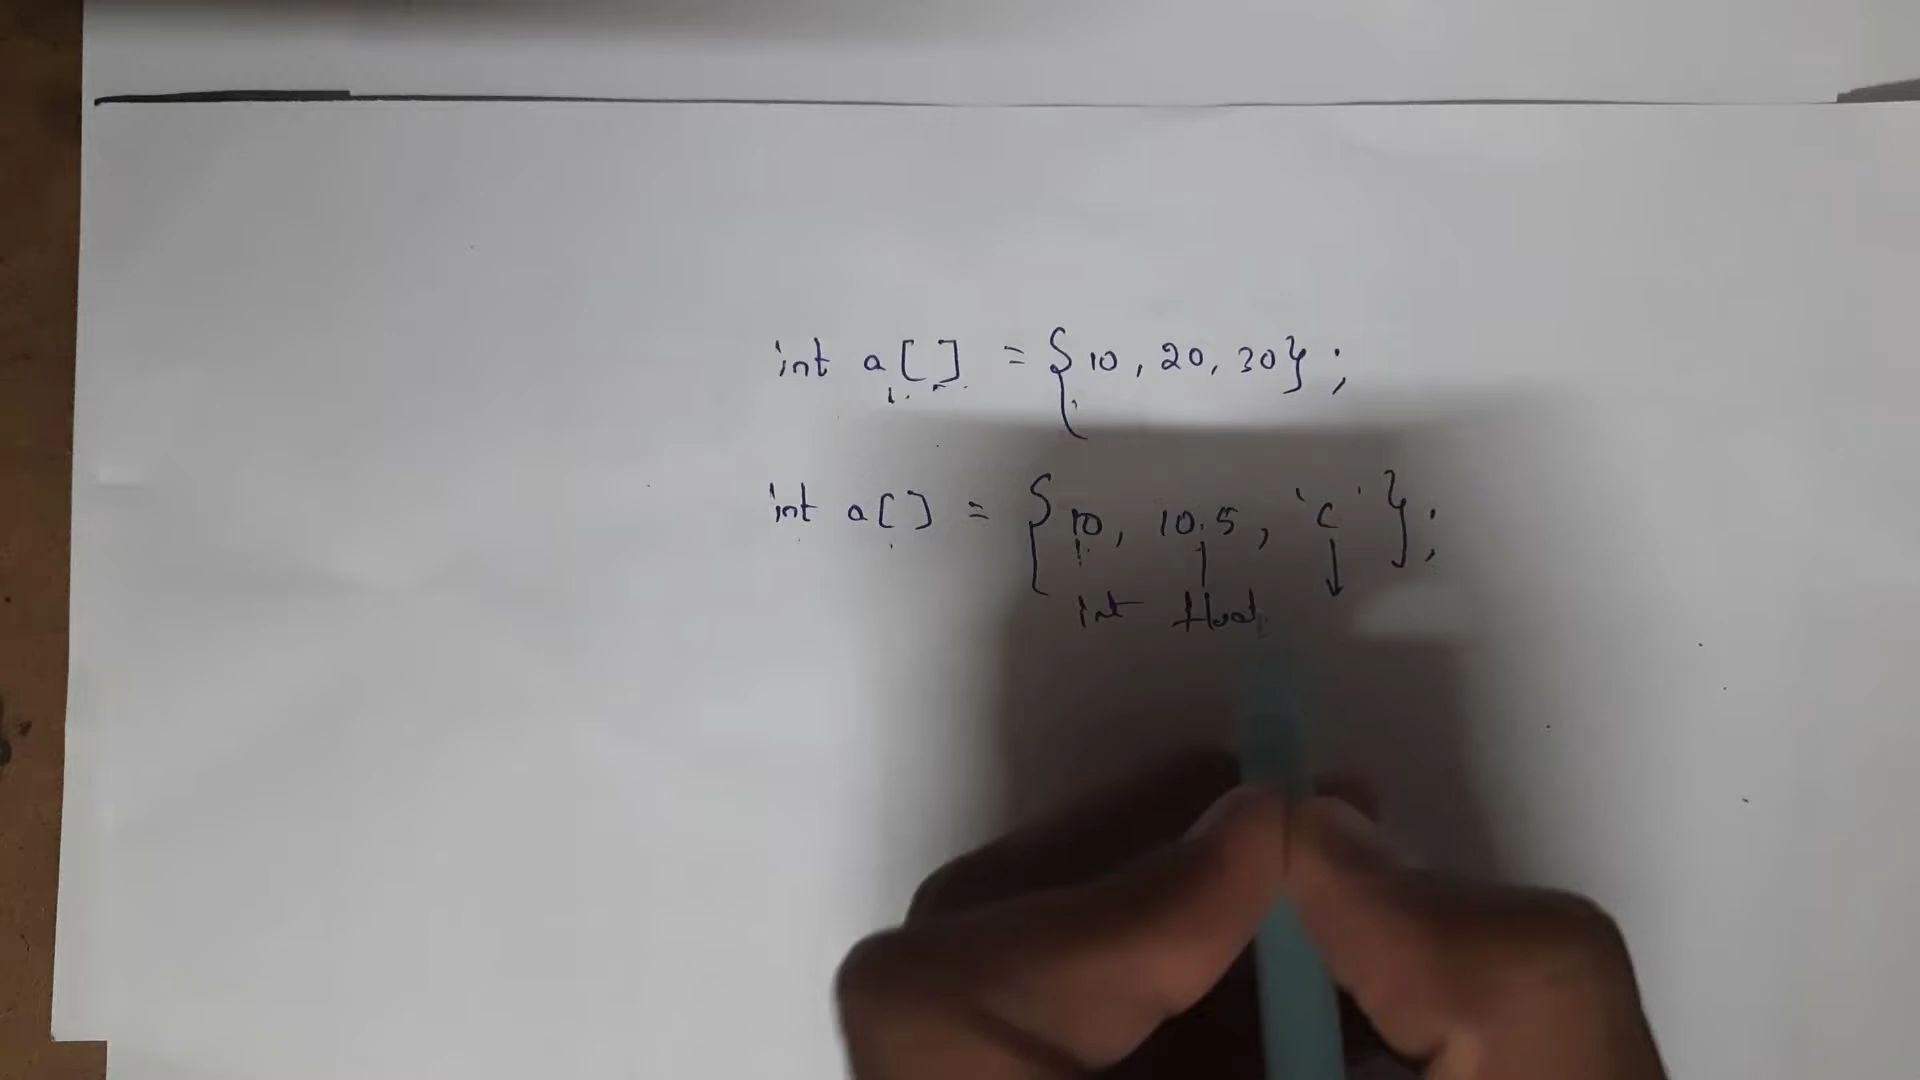 int a[] = {10, 20, 30};
int a[] = {10, 10.5, 'c'};
int float